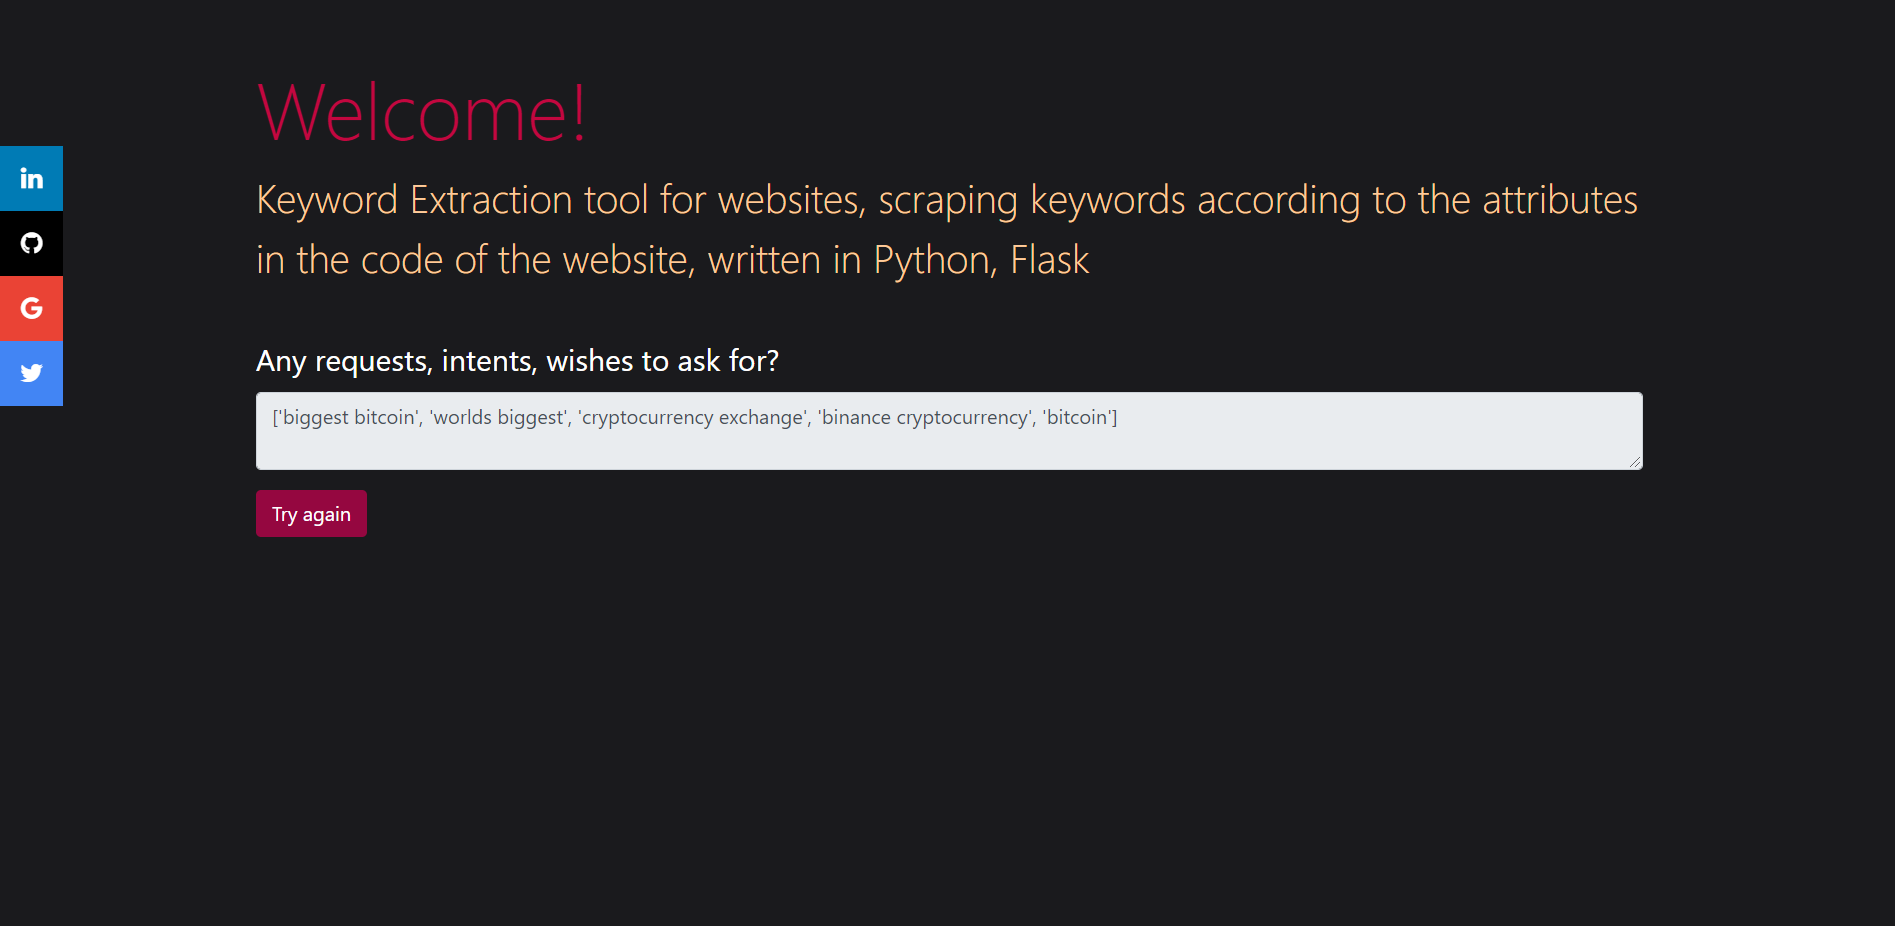 Welcome!
Keyword Extraction tool for websites, scraping keywords according to the attributes
in the code of the website, written in Python, Flask
Any requests, intents, wishes to ask for?
['biggest bitcoin', 'worlds biggest', 'cryptocurrency exchange', 'binance cryptocurrency', 'bitcoin']
Try again